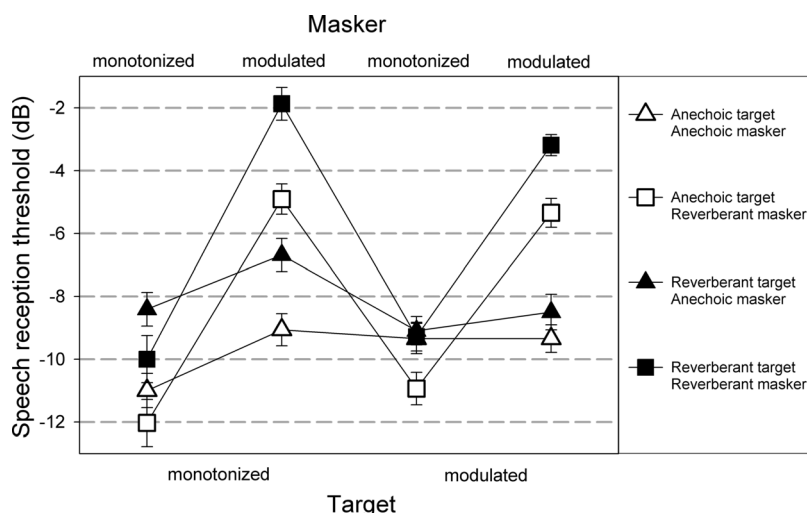 Masker
monotonized modulated monotonized modulated
Speech reception threshold (dB)
-2
-4
-6
-8
-10
-12
monotonized modulated
Target
Anechoic target
Anechoic masker
Anechoic target
Reverberant masker
Reverberant target
Anechoic masker
Reverberant target
Reverberant masker